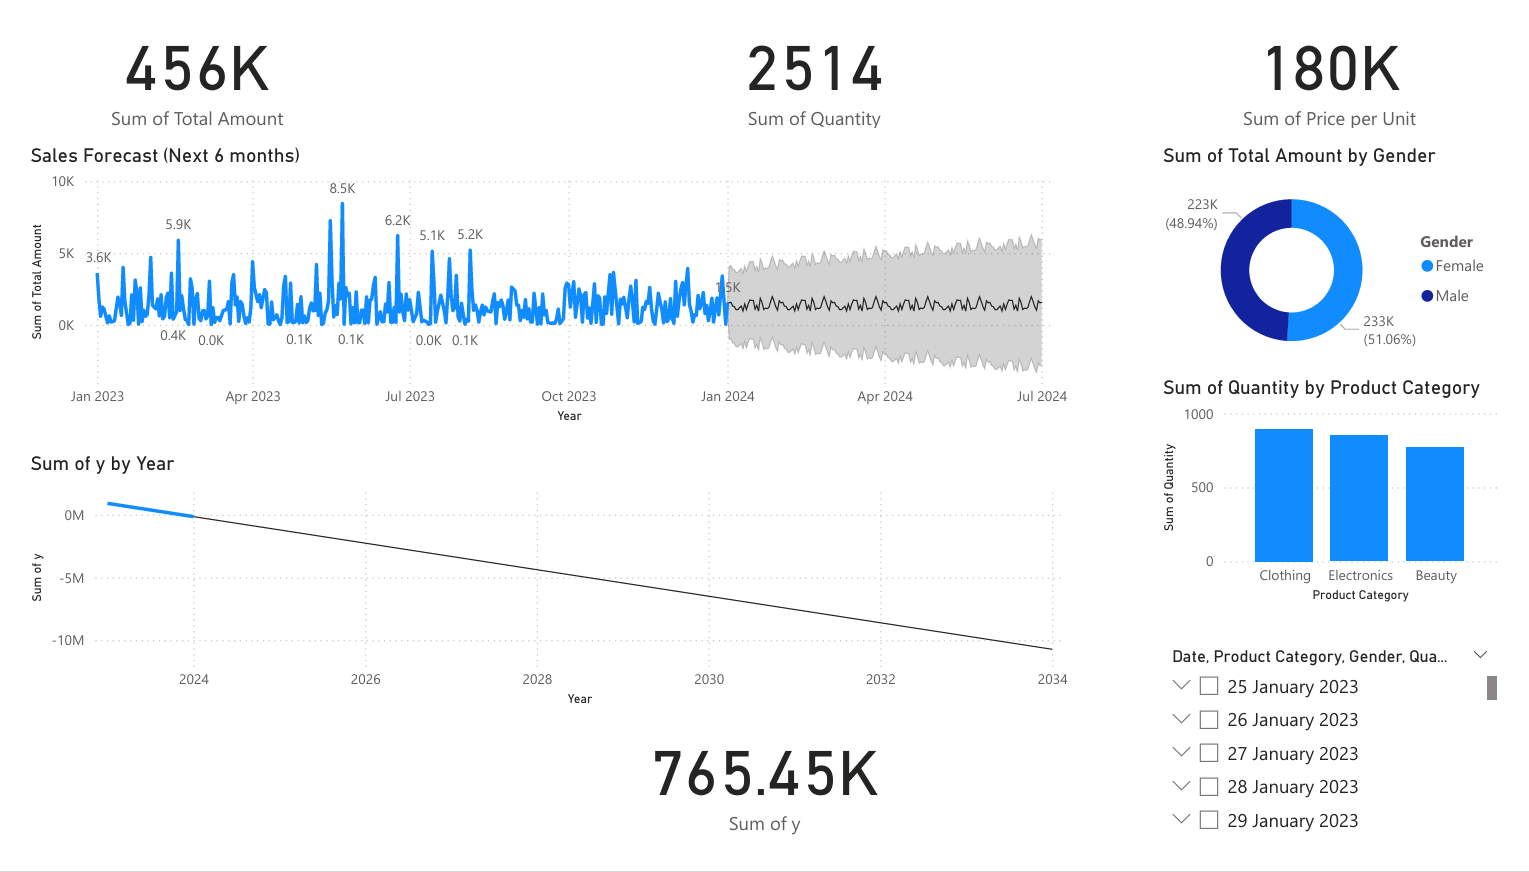 456K
Sum of Total Amount
2514
Sum of Quantity
180K
Sum of Price per Unit
Sales Forecast (Next 6 months)
10K
5K
0K
Sum of Total Amount
3.6K
5.9K
8.5K
6.2K
5.1K
5.2K
1.5K
0.4K
0.0K
0.1K
0.1K
0.0K
0.1K
Jan 2023
Apr 2023
Jul 2023
Oct 2023
Jan 2024
Apr 2024
Jul 2024
Year
Sum of Total Amount by Gender
223K
(48.94%)
233K
(51.06%)
Gender
Female
Male
Sum of Quantity by Product Category
1000
500
0
Sum of Quantity
Clothing
Electronics
Beauty
Product Category
Sum of y by Year
0M
-5M
-10M
Sum of y
2024
2026
2028
2030
2032
2034
Year
765.45K
Sum of y
Date, Product Category, Gender, Qua...
25 January 2023
26 January 2023
27 January 2023
28 January 2023
29 January 2023